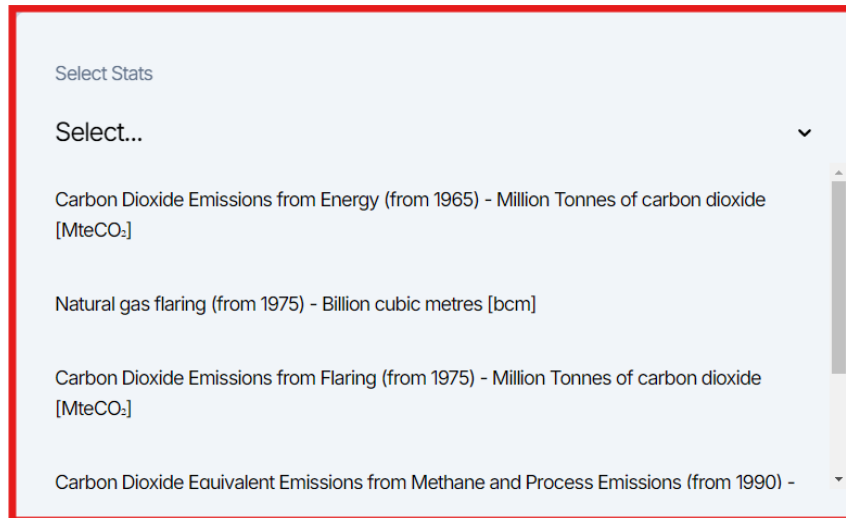 Select Stats
Select...
Carbon Dioxide Emissions from Energy (from 1965) - Million Tonnes of carbon dioxide
[MteCO₂]
Natural gas flaring (from 1975) - Billion cubic metres [bcm]
Carbon Dioxide Emissions from Flaring (from 1975) - Million Tonnes of carbon dioxide
[MteCO₂]
Carbon Dioxide Equivalent Emissions from Methane and Process Emissions (from 1990) -